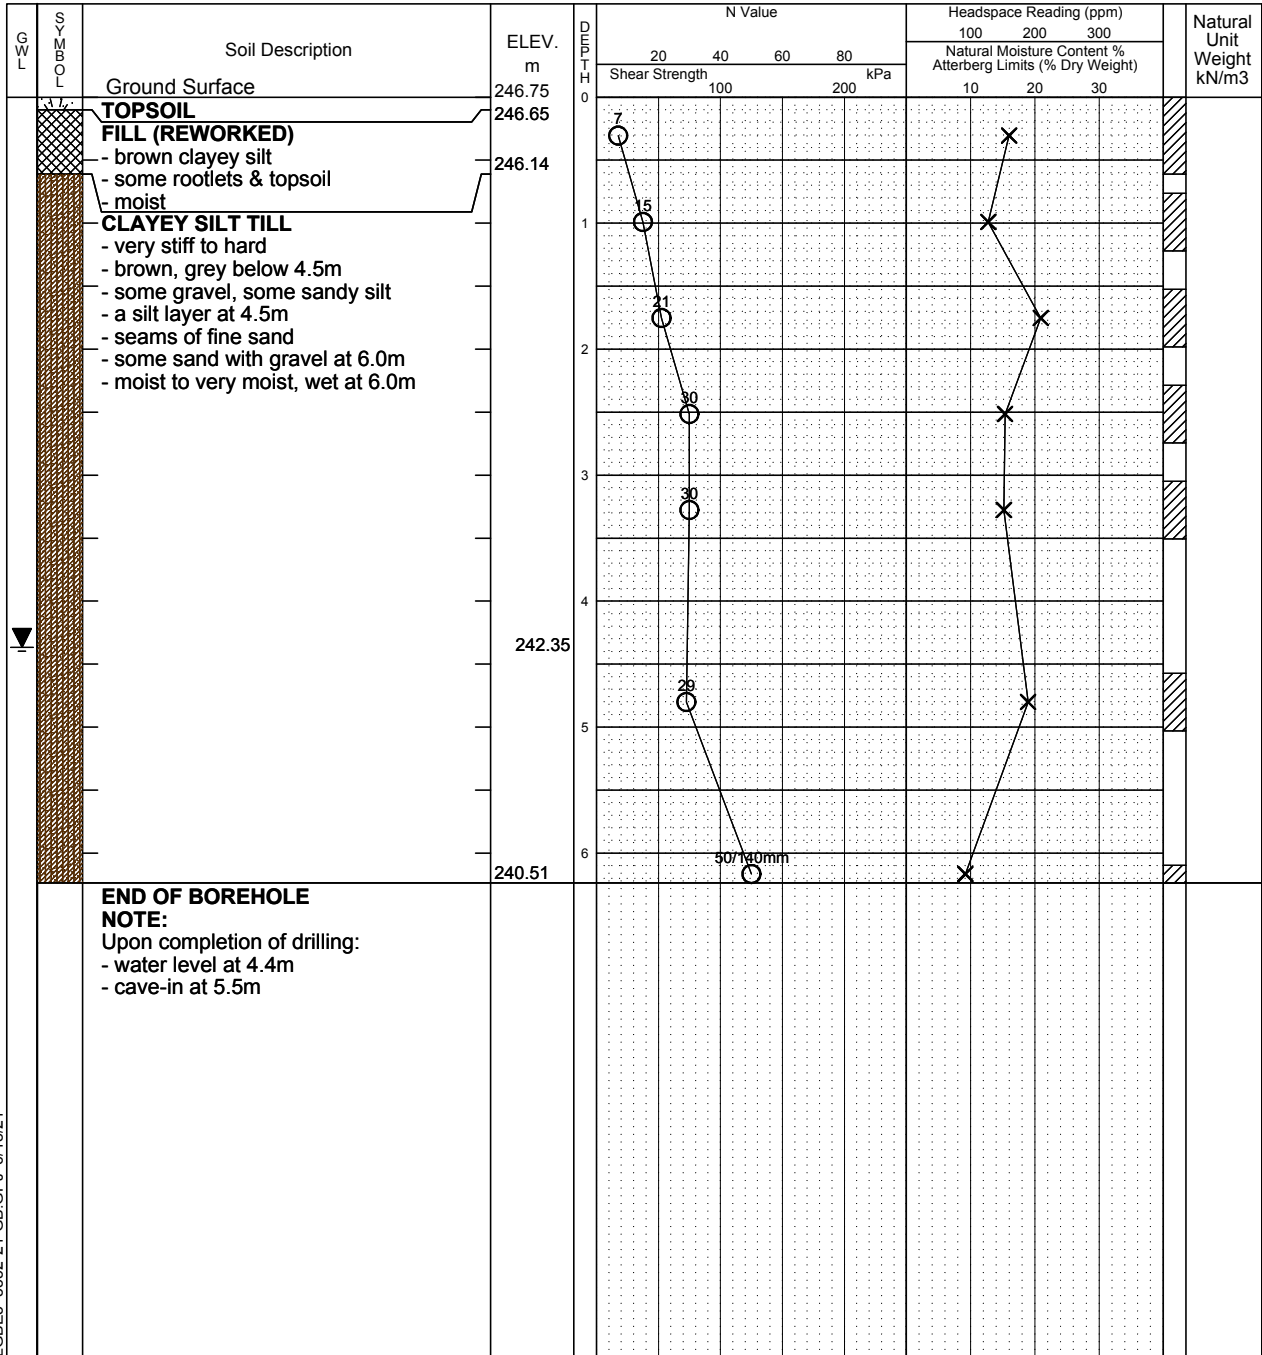 GWL
SYMBOL
Soil Description
Ground Surface
ELEV.
m
246.75
DEPTH
N Value
20 40 60 80
Shear Strength kPa
100 200
Headspace Reading (ppm)
100 200 300
Natural Moisture Content %
Atterberg Limits (% Dry Weight)
10 20 30
Natural
Unit
Weight
kN/m3
0
TOPSOIL
246.65
FILL (REWORKED)
- brown clayey silt
246.14
- some rootlets & topsoil
- moist
CLAYEY SILT TILL
- very stiff to hard
- brown, grey below 4.5m
- some gravel, some sandy silt
- a silt layer at 4.5m
- seams of fine sand
- some sand with gravel at 6.0m
- moist to very moist, wet at 6.0m
7
15
1
21
2
30
3
30
4
242.35
29
5
6
50/140mm
240.51
END OF BOREHOLE
NOTE:
Upon completion of drilling:
- water level at 4.4m
- cave-in at 5.5m